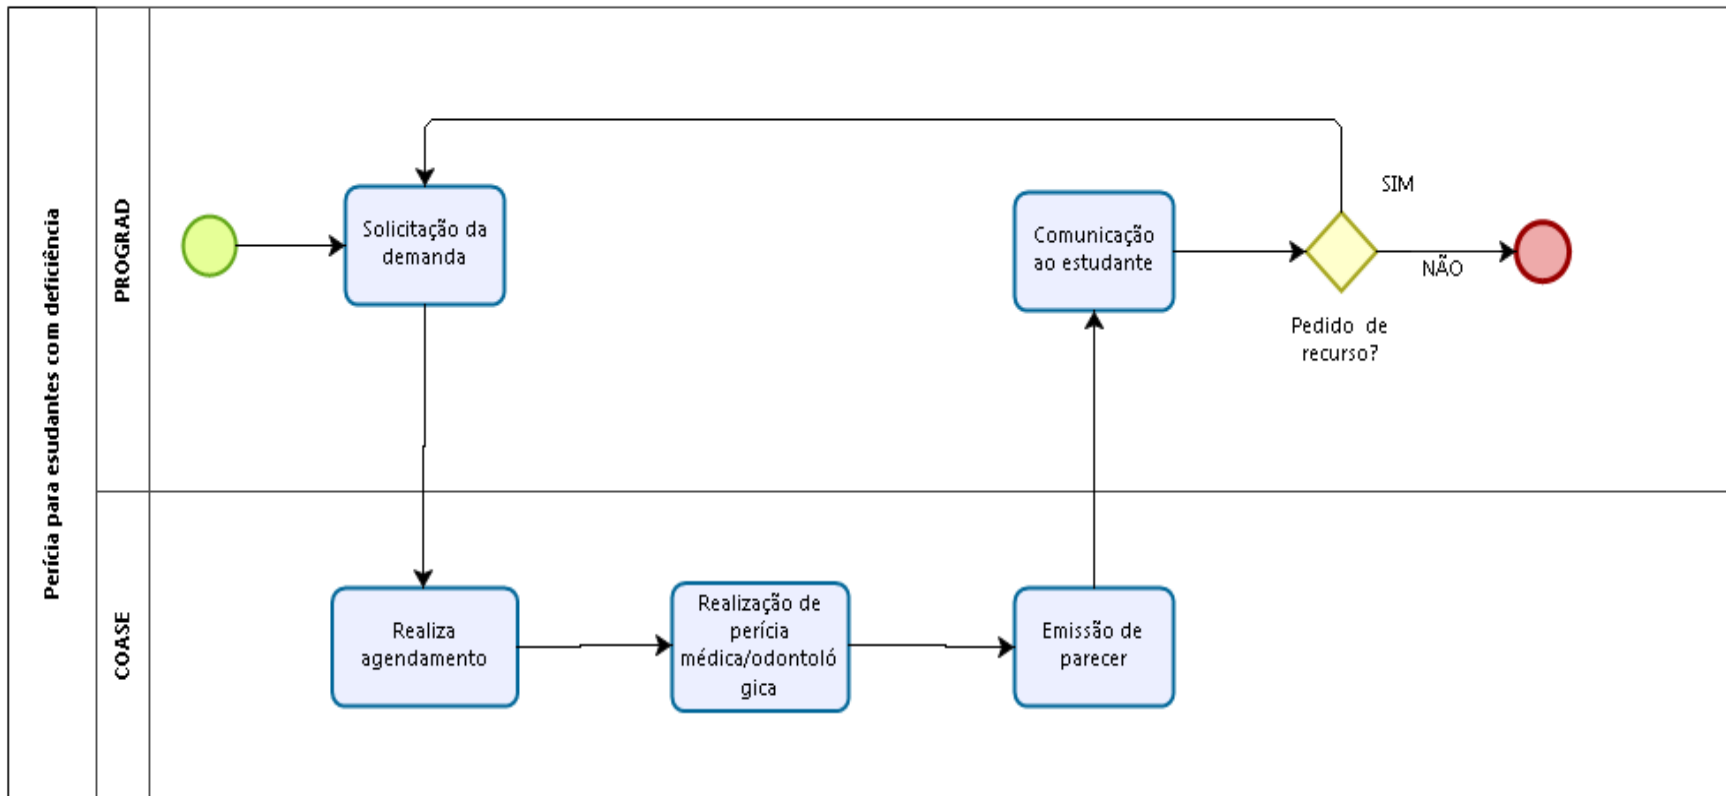 Perícia para esudantes com deficiência
PROGRAD
Solicitação da
demanda
Comunicação
ao estudante
SIM
NÃO
Pedido de
recurso?
COASE
Realiza
agendamento
Realização de
perícia
médica/odontoló
gica
Emissão de
parecer